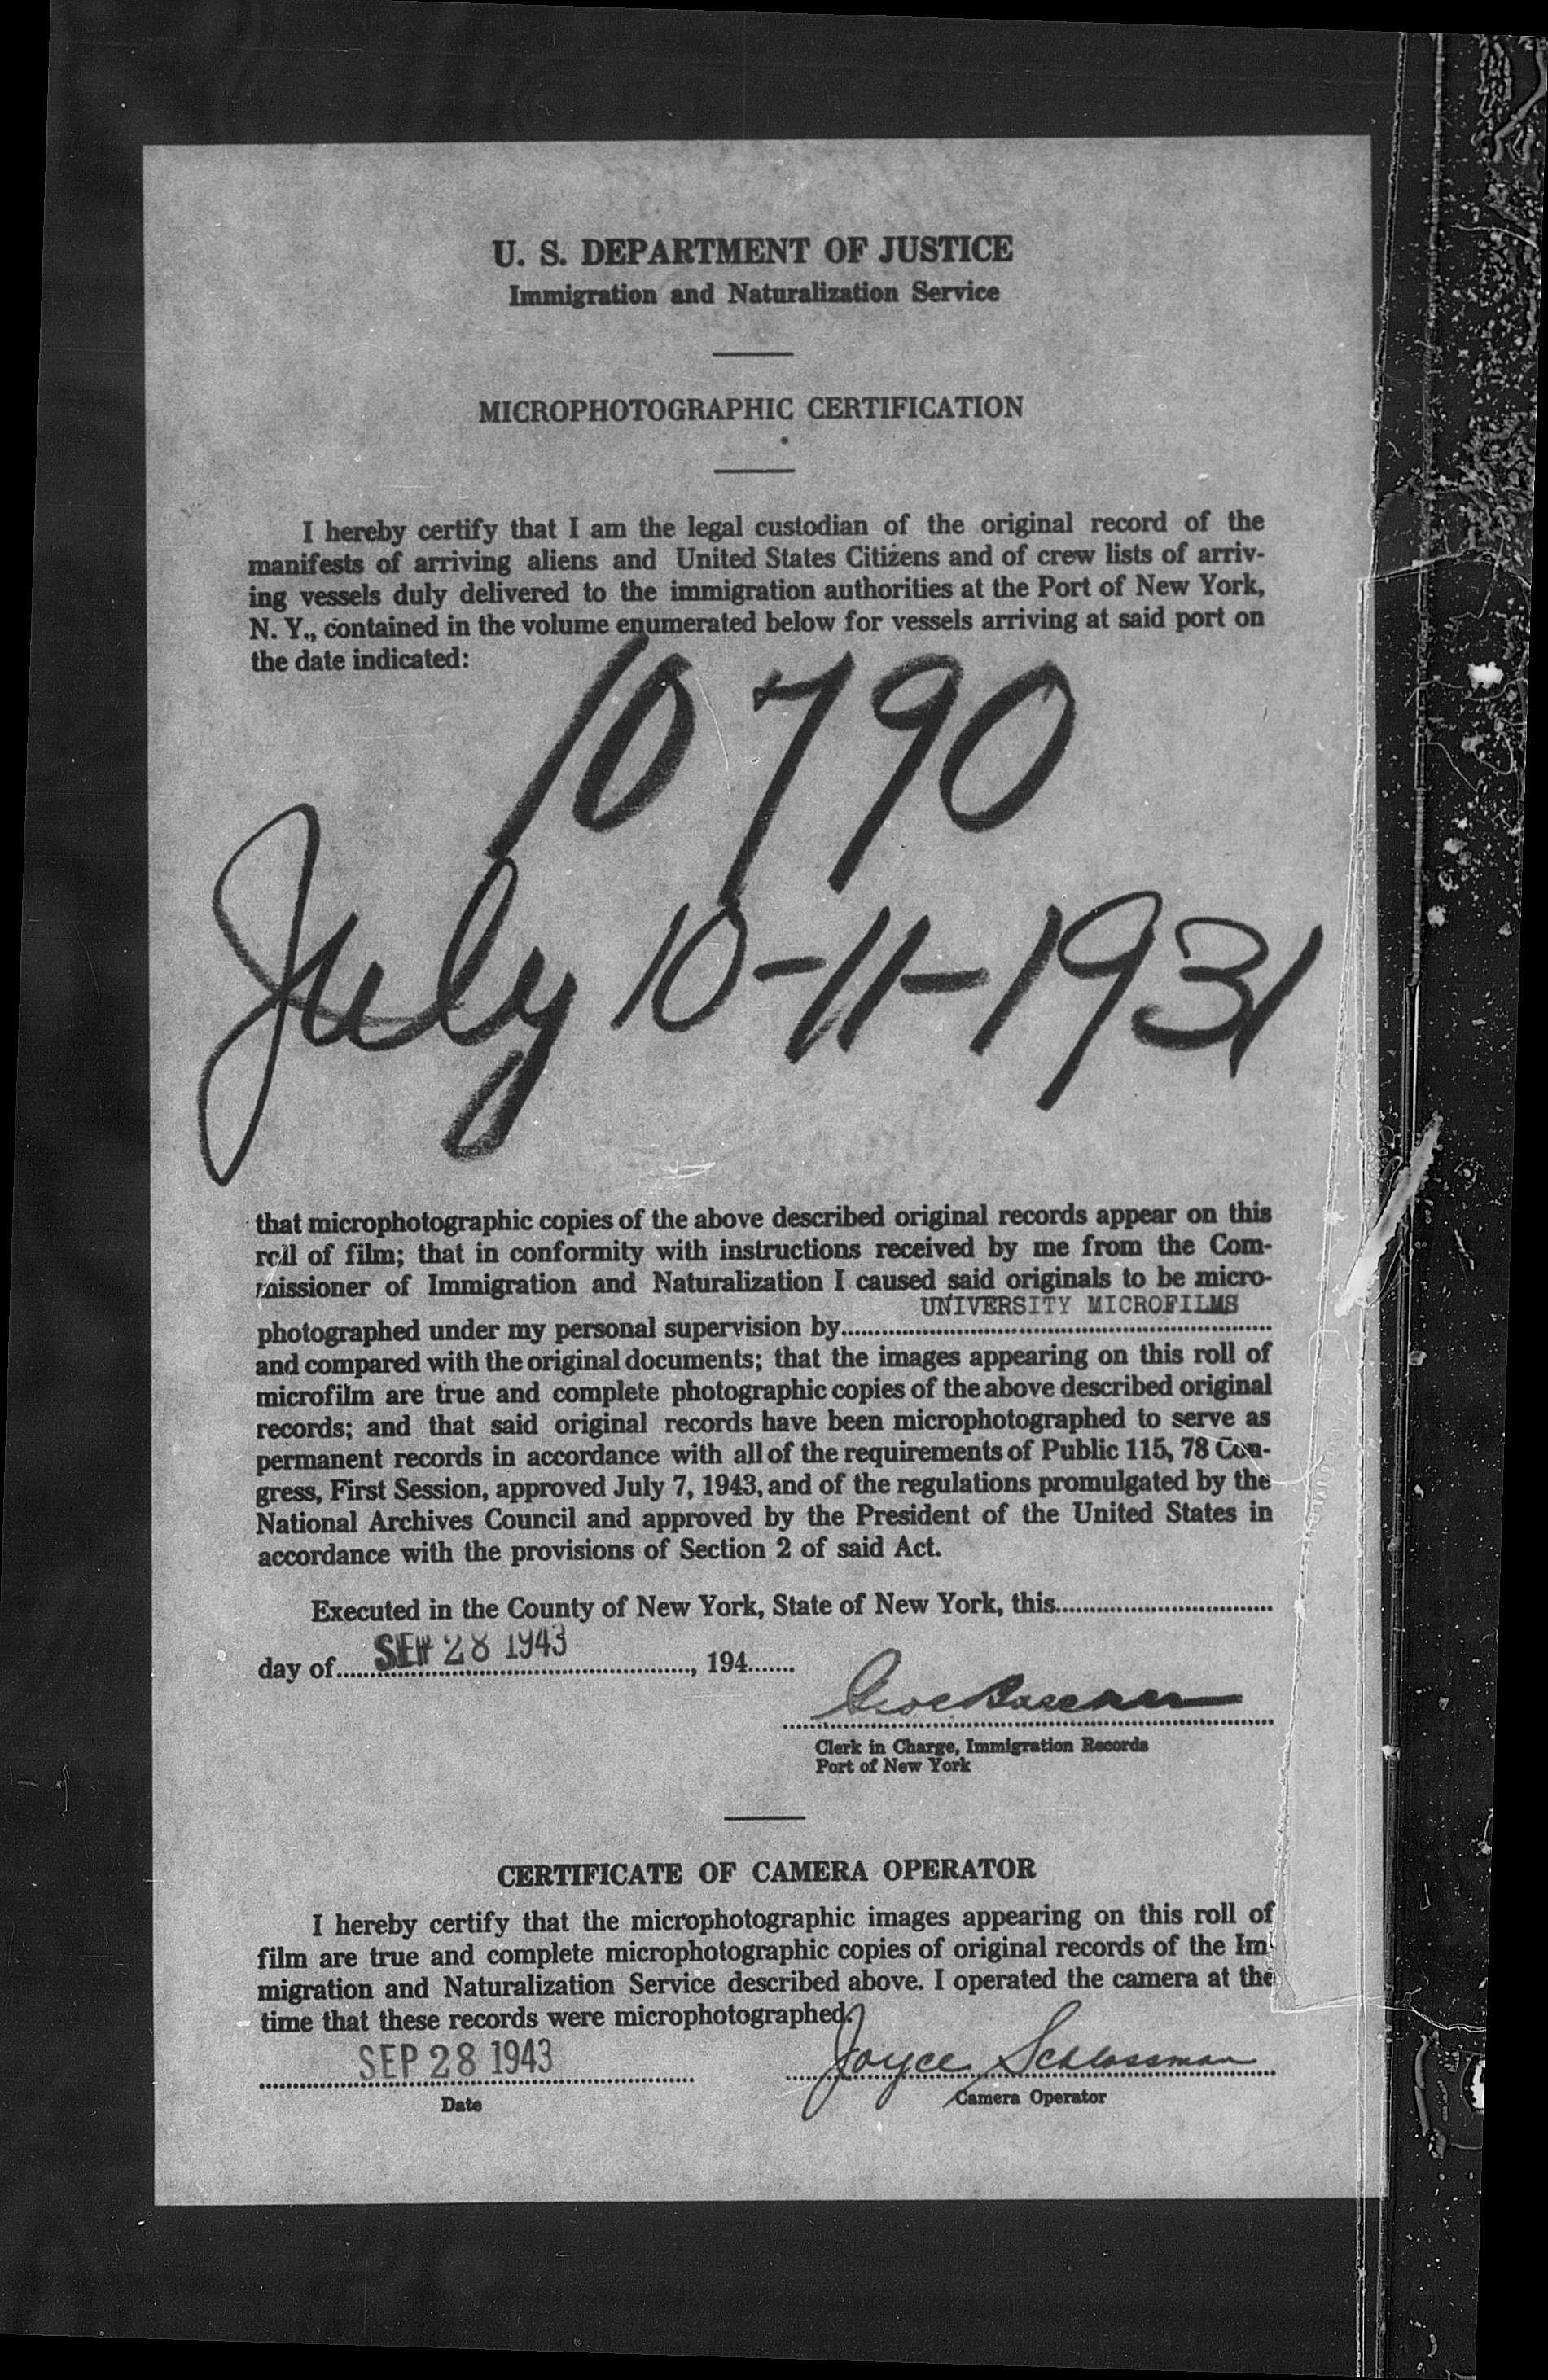 U. S. DEPARTMENT OF JUSTICE
Immigration and Naturalization Service
MICROPHOTOGRAPHIC CERTIFICATION
I hereby certify that I am the legal custodian of the original record of the
manifests of arriving aliens and United States Citizens and of crew lists of arriv-
ing vessels duly delivered to the immigration authorities at the Port of New York,
N. Y., contained in the volume enumerated below for vessels arriving at said port on
the date indicated:
10790
July 10-11-1931
that microphotographic copies of the above described original records appear on this
roll of film; that in conformity with instructions received by me from the Com-
missioner of Immigration and Naturalization I caused said originals to be micro-
UNIVERSITY MICROFILMS
photographed under my personal supervision by
and compared with the original documents; that the images appearing on this roll of
microfilm are true and complete photographic copies of the above described original
records; and that said original records have been microphotographed to serve as
permanent records in accordance with all of the requirements of Public 115, 78 Con-
gress, First Session, approved July 7, 1943, and of the regulations promulgated by the
National Archives Council and approved by the President of the United States in
accordance with the provisions of Section 2 of said Act.
Executed in the County of New York, State of New York, this
day of SEP 28 1943, 194
Clerk in Charge, Immigration Records
Port of New York
CERTIFICATE OF CAMERA OPERATOR
I hereby certify that the microphotographic images appearing on this roll of
film are true and complete microphotographic copies of original records of the Im-
migration and Naturalization Service described above. I operated the camera at the
time that these records were microphotographed.
SEP 28 1943 Joyce Schlossman
Date Camera Operator